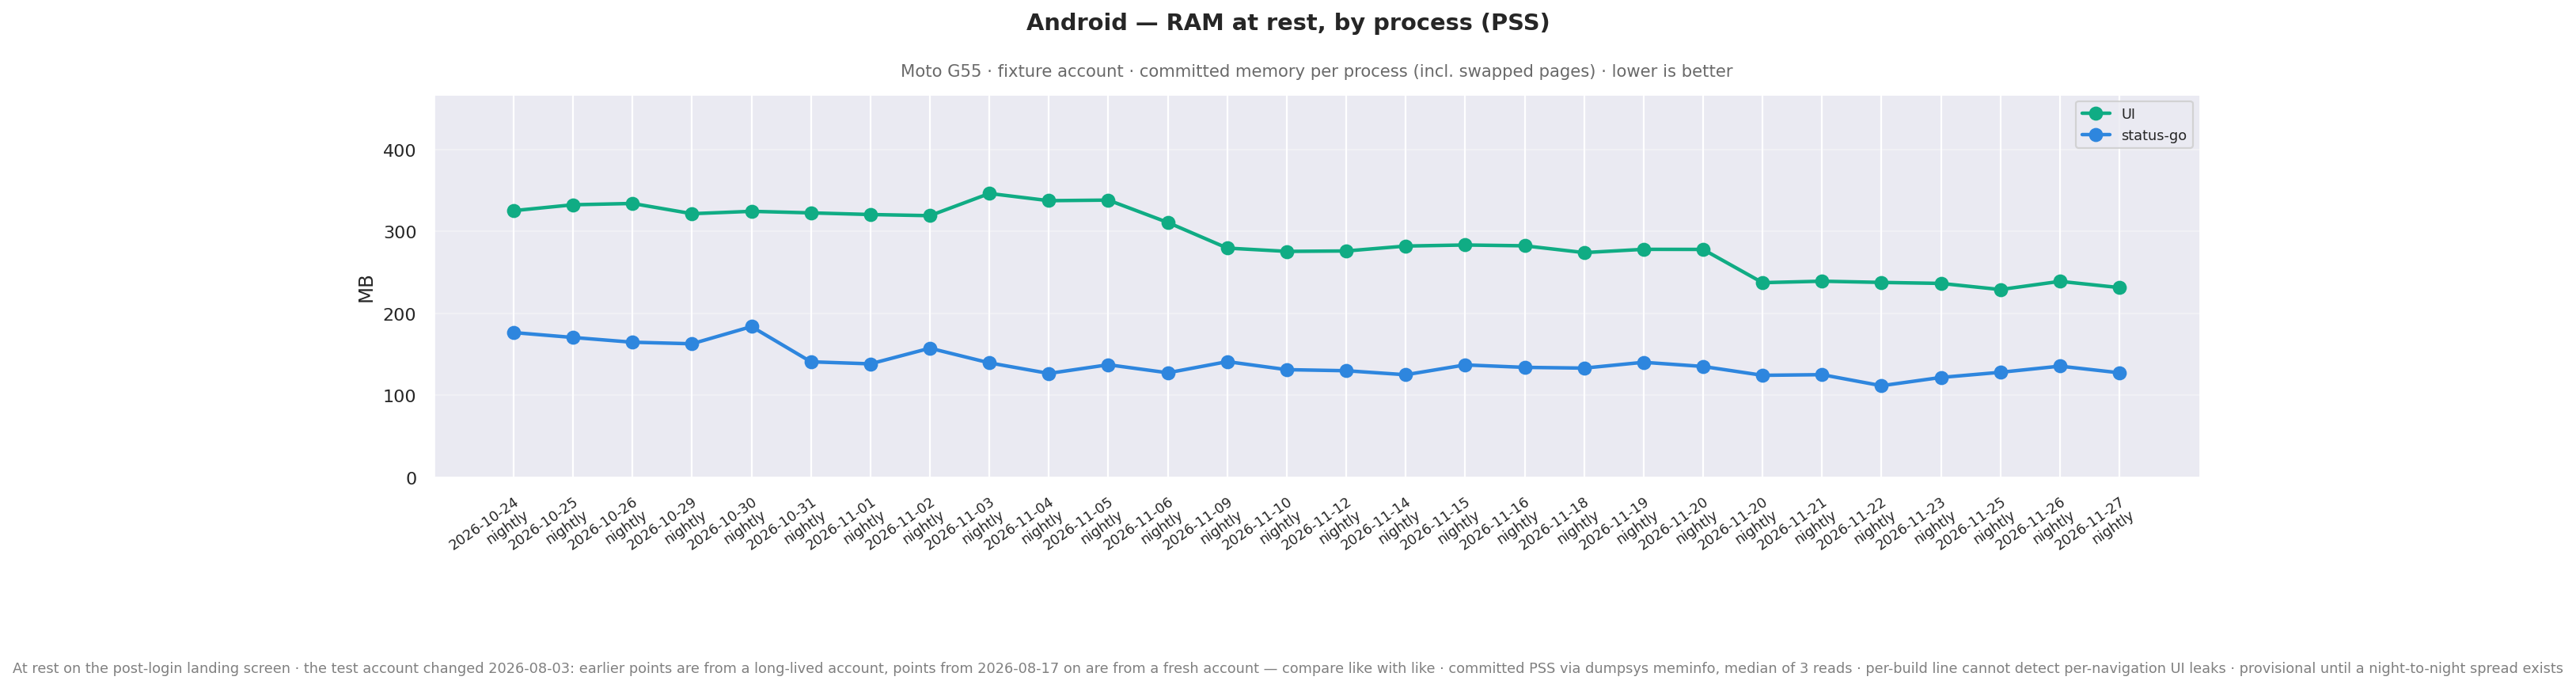 Android — RAM at rest, by process (PSS)
Moto G55 · fixture account · committed memory per process (incl. swapped pages) · lower is better
UI
status-go
MB
400
300
200
100
0
2026-10-24
nightly
2026-10-25
nightly
2026-10-26
nightly
2026-10-29
nightly
2026-10-30
nightly
2026-10-31
nightly
2026-11-01
nightly
2026-11-02
nightly
2026-11-03
nightly
2026-11-04
nightly
2026-11-05
nightly
2026-11-06
nightly
2026-11-09
nightly
2026-11-10
nightly
2026-11-12
nightly
2026-11-14
nightly
2026-11-15
nightly
2026-11-16
nightly
2026-11-18
nightly
2026-11-19
nightly
2026-11-20
nightly
2026-11-20
nightly
2026-11-21
nightly
2026-11-22
nightly
2026-11-23
nightly
2026-11-25
nightly
2026-11-26
nightly
2026-11-27
nightly
At rest on the post-login landing screen · the test account changed 2026-08-03: earlier points are from a long-lived account, points from 2026-08-17 on are from a fresh account — compare like with like · committed PSS via dumpsys meminfo, median of 3 reads · per-build line cannot detect per-navigation UI leaks · provisional until a night-to-night spread exists